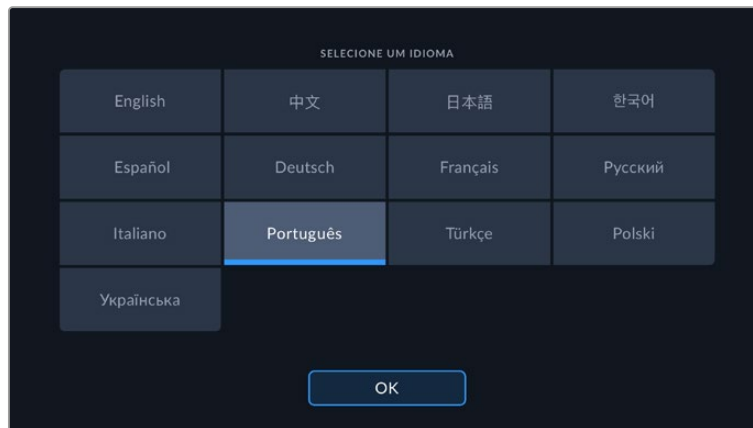 SELECIONE UM IDIOMA
English 中文 日本語 한국어
Español Deutsch Français Русский
Italiano Português Türkçe Polski
Українська
OK